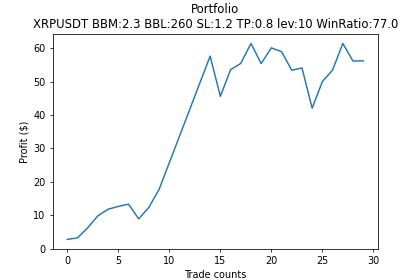 Portfolio
XRPUSDT BBM:2.3 BBL:260 SL:1.2 TP:0.8 lev:10 WinRatio:77.0
60
50
40
30
20
10
0
Profit ($)
0 5 10 15 20 25 30
Trade counts